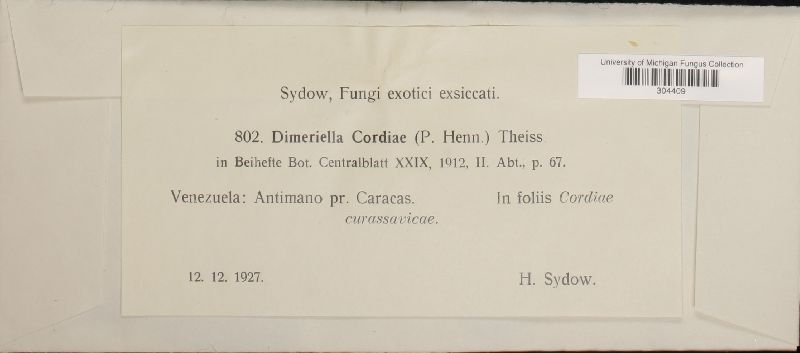 University of Michigan Fungus Collection
304409
Sydow, Fungi exotici exsiccati.
802. Dimeriella Cordiae (P. Henn.) Theiss
in Beihefte Bot. Centralblatt XXIX, 1912, II. Abt., p. 67.
Venezuela: Antimano pr. Caracas. In foliis Cordiae
curassavicae.
12. 12. 1927. H. Sydow.